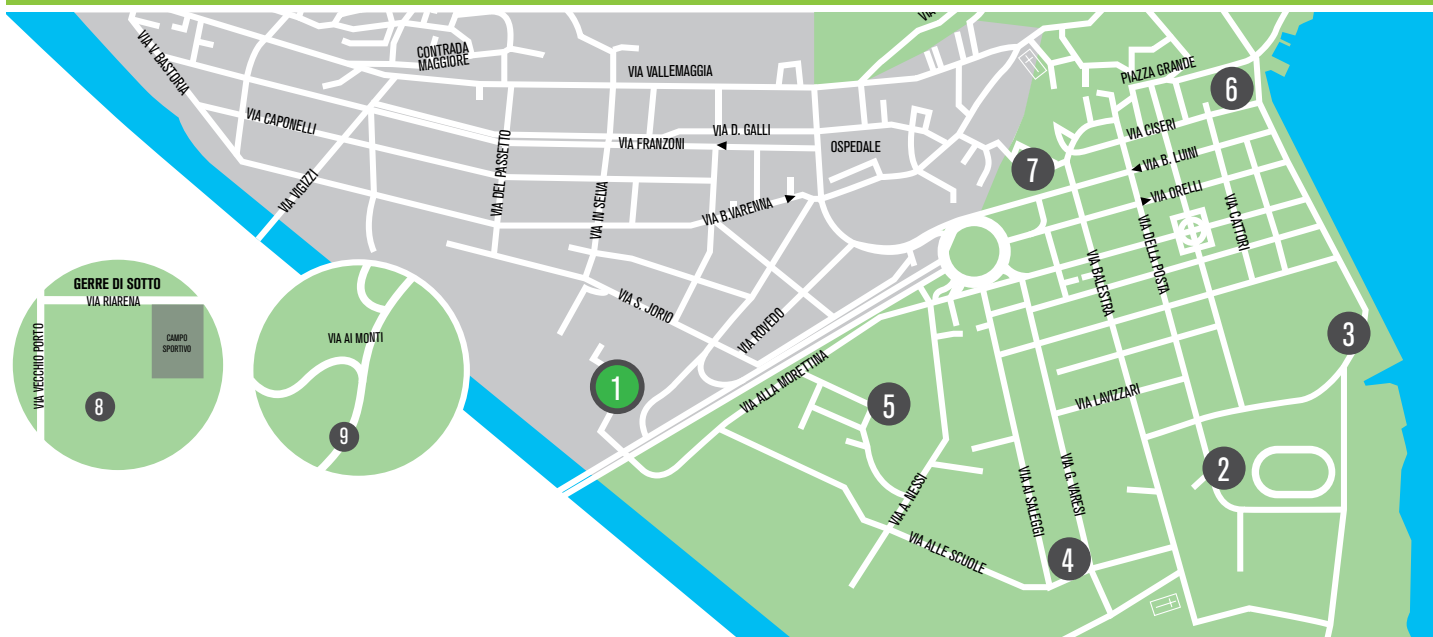 VIA
VIA V. BASTORIA
CONTRADA
MAGGIORE
VIA VALLEMAGGIA
PIAZZA GRANDE
6
VIA CAPONELLI
VIA D. GALLI
VIA CISERI
VIA FRANZONI
OSPEDALE
VIA B. LUINI
7
VIA DEL PASSETTO
VIA VIGIZZI
VIA IN SELVA
VIA B.VARENNA
VIA ORELLI
VIA CATTORI
VIA DELLA POSTA
VIA BALESTRA
GERRE DI SOTTO
VIA RIARENA
VIA VECCHIO PORTO
CAMPO
SPORTIVO
8
VIA AI MONTI
9
VIA S. JORIO
VIA ROVEDO
3
1
VIA ALLA MORETTINA
5
VIA LAVIZZARI
2
VIA A. NESSI
VIA AI SALEGGI
VIA G. VARESI
VIA ALLE SCUOLE
4